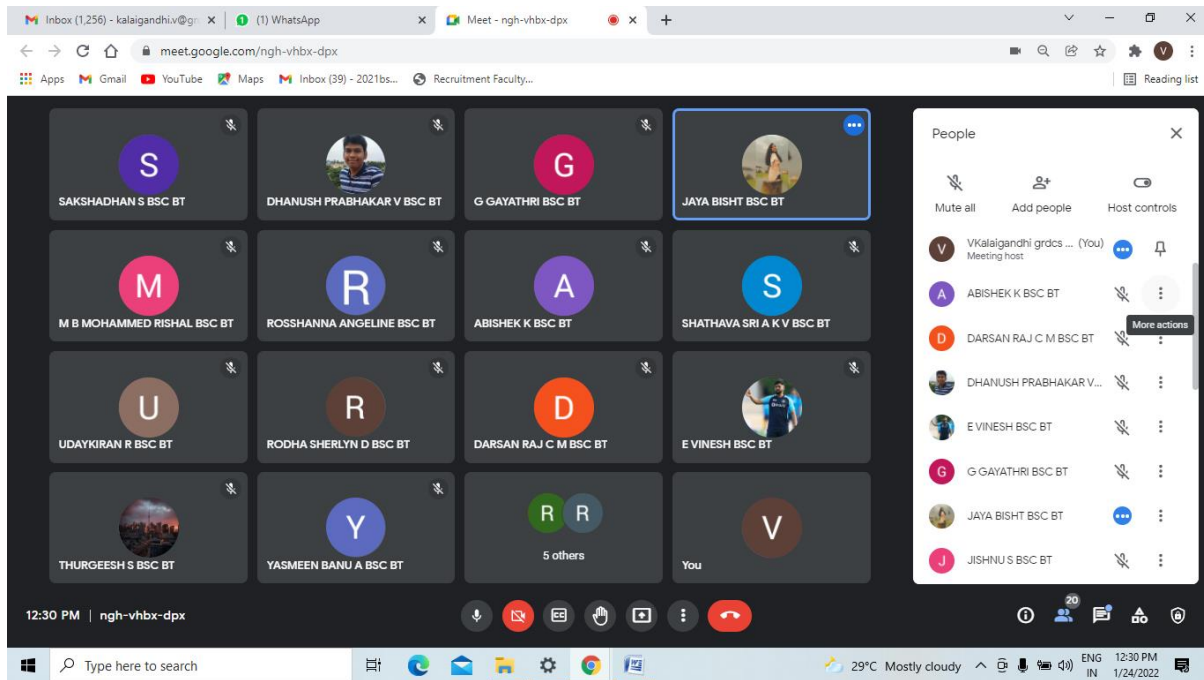 Inbox (1,256) - kalaigandhi.v@gr
(1) WhatsApp
Meet - ngh-vhbx-dpx
meet.google.com/ngh-vhbx-dpx
V
Apps Gmail YouTube Maps Inbox (39) - 2021bs... Recruitment Faculty... Reading list
S
SAKSHADHAN S BSC BT
DHANUSH PRABHAKAR V BSC BT
G
G GAYATHRI BSC BT
JAYA BISHT BSC BT
M
M B MOHAMMED RISHAL BSC BT
R
ROSSHANNA ANGELINE BSC BT
A
ABISHEK K BSC BT
S
SHATHAVA SRI A K V BSC BT
U
UDAYKIRAN R BSC BT
R
RODHA SHERLYN D BSC BT
D
DARSAN RAJ C M BSC BT
E VINESH BSC BT
THURGEESH S BSC BT
Y
YASMEEN BANU A BSC BT
R R
5 others
V
You
People
Mute all Add people Host controls
V
VKalaigandhi grdcs ... (You)
Meeting host
A
ABISHEK K BSC BT
More actions
D
DARSAN RAJ C M BSC BT
DHANUSH PRABHAKAR V...
E VINESH BSC BT
G
G GAYATHRI BSC BT
JAYA BISHT BSC BT
J
JISHNU S BSC BT
12:30 PM | ngh-vhbx-dpx
CC
20
Type here to search
29°C Mostly cloudy
ENG
IN
12:30 PM
1/24/2022